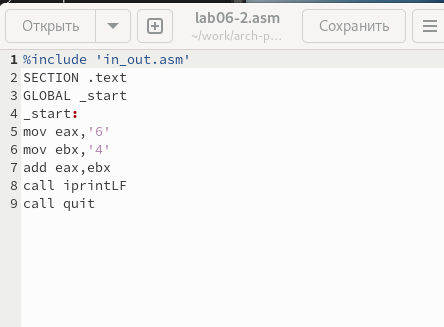 Открыть
lab06-2.asm
~/work/arch-p...
Сохранить
1 %include 'in_out.asm'
2 SECTION .text
3 GLOBAL _start
4 _start:
5 mov eax,'6'
6 mov ebx,'4'
7 add eax,ebx
8 call iprintLF
9 call quit